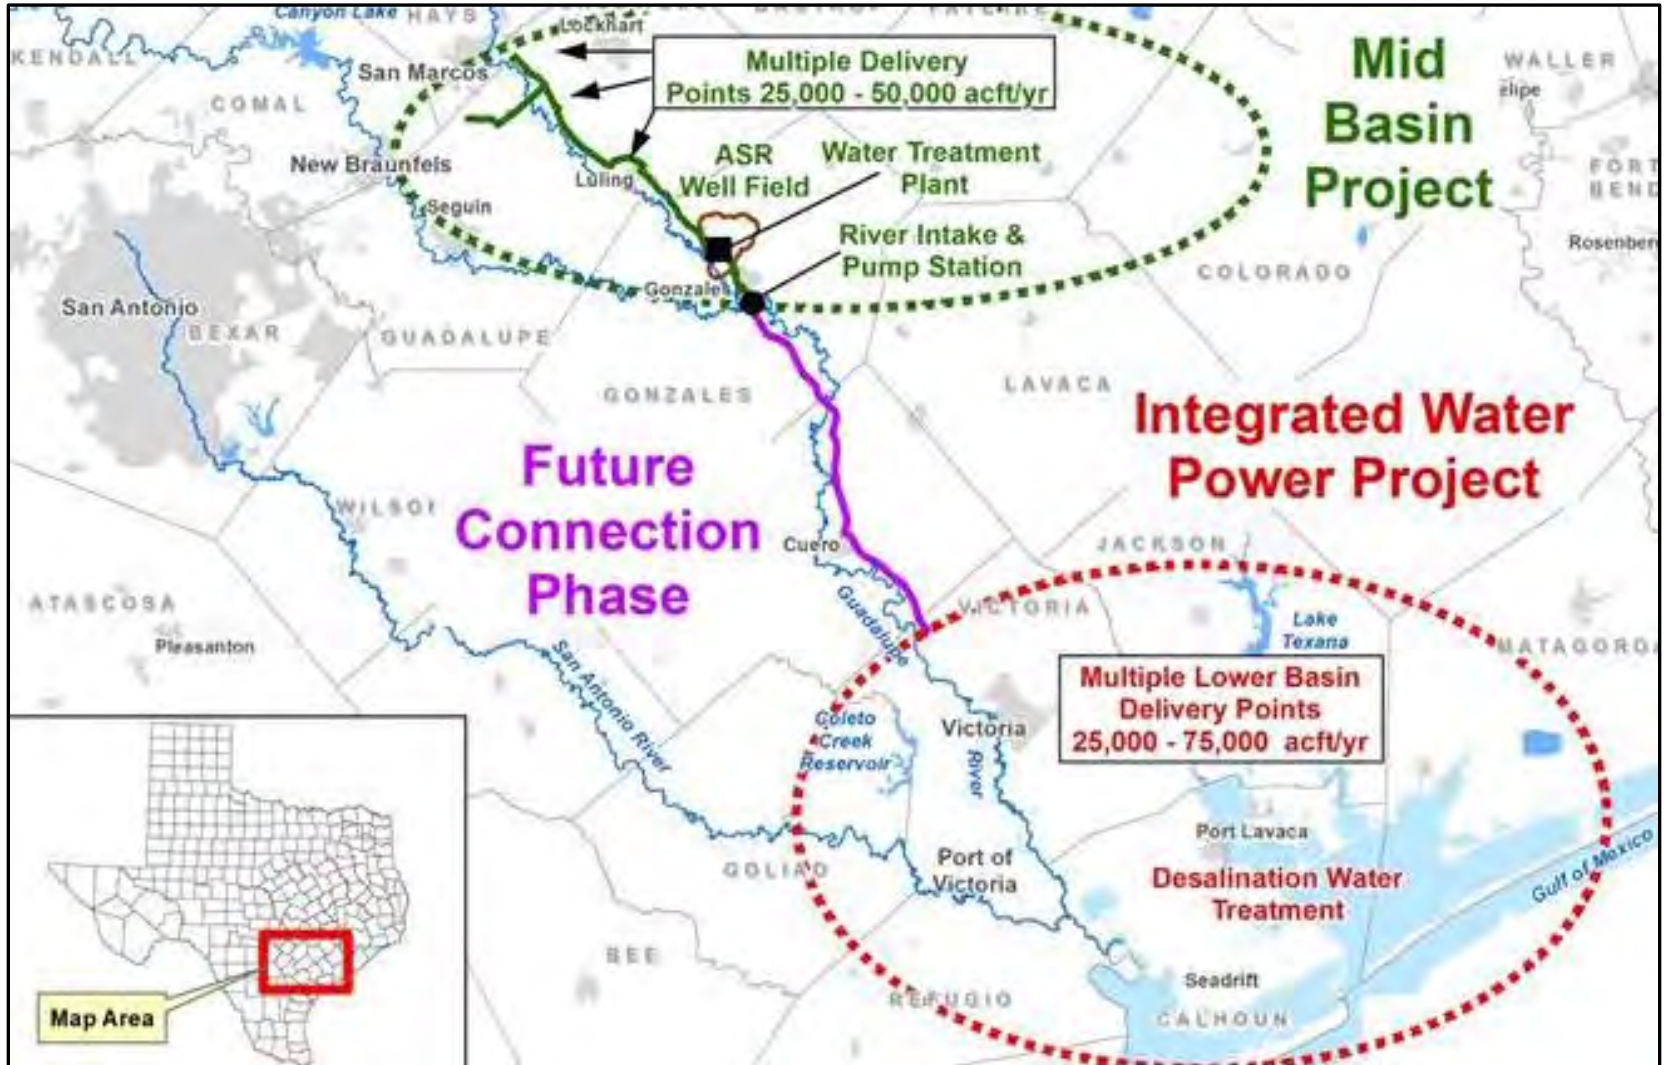 Canyon Lake
HAYS
Lockhart
KENDALL
San Marcos
COMAL
New Braunfels
Seguin
Luling
Multiple Delivery
Points 25,000 - 50,000 acft/yr
ASR
Well Field
Water Treatment
Plant
River Intake &
Pump Station
Mid
Basin
Project
WALLER
FORT
BEND
Rosenber
COLORADO
San Antonio
BEXAR
GUADALUPE
Gonzales
GONZALES
LAVACA
Integrated Water
Power Project
Future
Connection
Phase
WILSO
Cuero
JACKSON
ATASCOSA
Pleasanton
Guadalupe
River
VICTORIA
Lake
Texana
MATAGORD
San Antonio River
Multiple Lower Basin
Delivery Points
25,000 - 75,000 acft/yr
Coleto
Creek
Reservoir
Victoria
Port Lavaca
GOLIAD
Port of
Victoria
Desalination Water
Treatment
Gulf of Mexico
BEE
Seadrift
REFUGIO
CALHOUN
Map Area